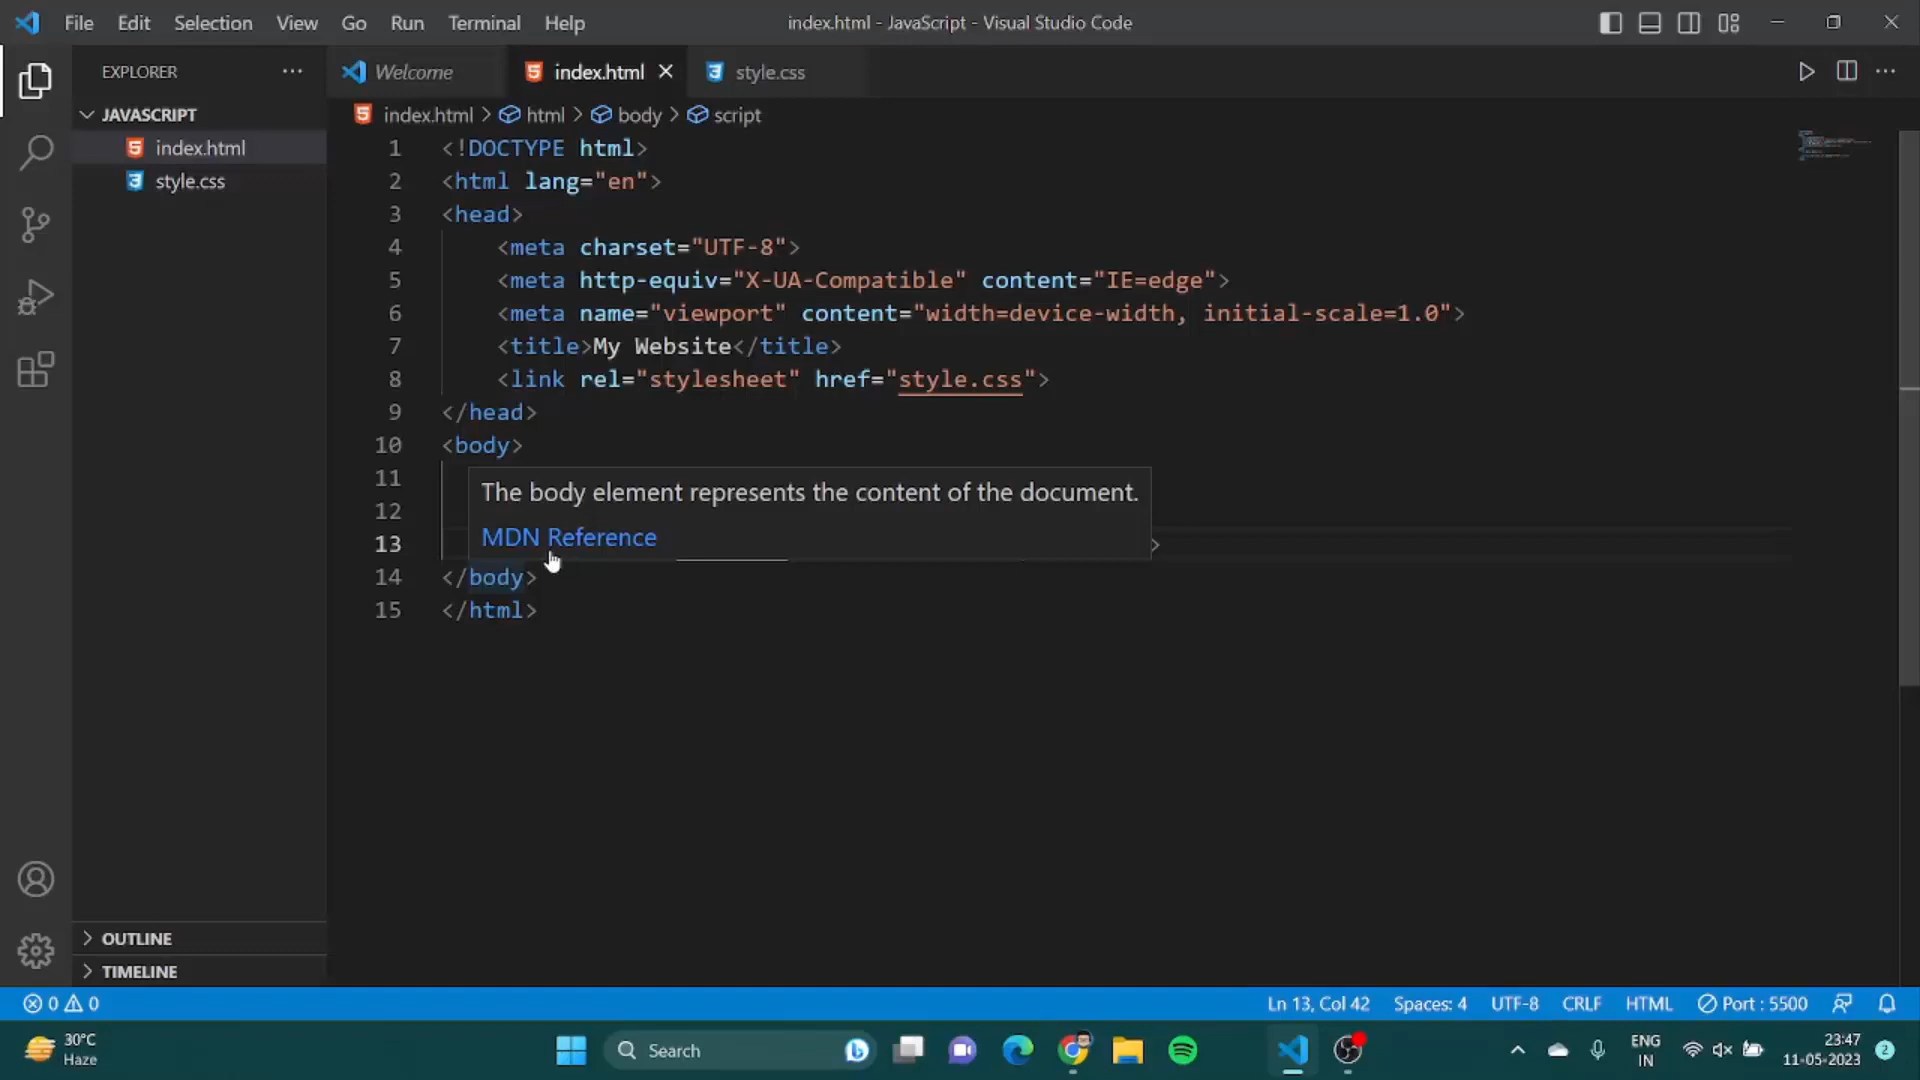 File Edit Selection View Go Run Terminal Help
index.html - JavaScript - Visual Studio Code
EXPLORER
JAVASCRIPT
index.html
style.css
OUTLINE
TIMELINE
Welcome
index.html
style.css
index.html > html > body > script
1 <!DOCTYPE html>
2 <html lang="en">
3 <head>
4 <meta charset="UTF-8">
5 <meta http-equiv="X-UA-Compatible" content="IE=edge">
6 <meta name="viewport" content="width=device-width, initial-scale=1.0">
7 <title>My Website</title>
8 <link rel="stylesheet" href="style.css">
9 </head>
10 <body>
11
12
13 >
The body element represents the content of the document.
MDN Reference
14 </body>
15 </html>
0 0
Ln 13, Col 42 Spaces: 4 UTF-8 CRLF HTML Port : 5500
30°C
Haze
Search
ENG
IN
23:47
11-05-2023
2